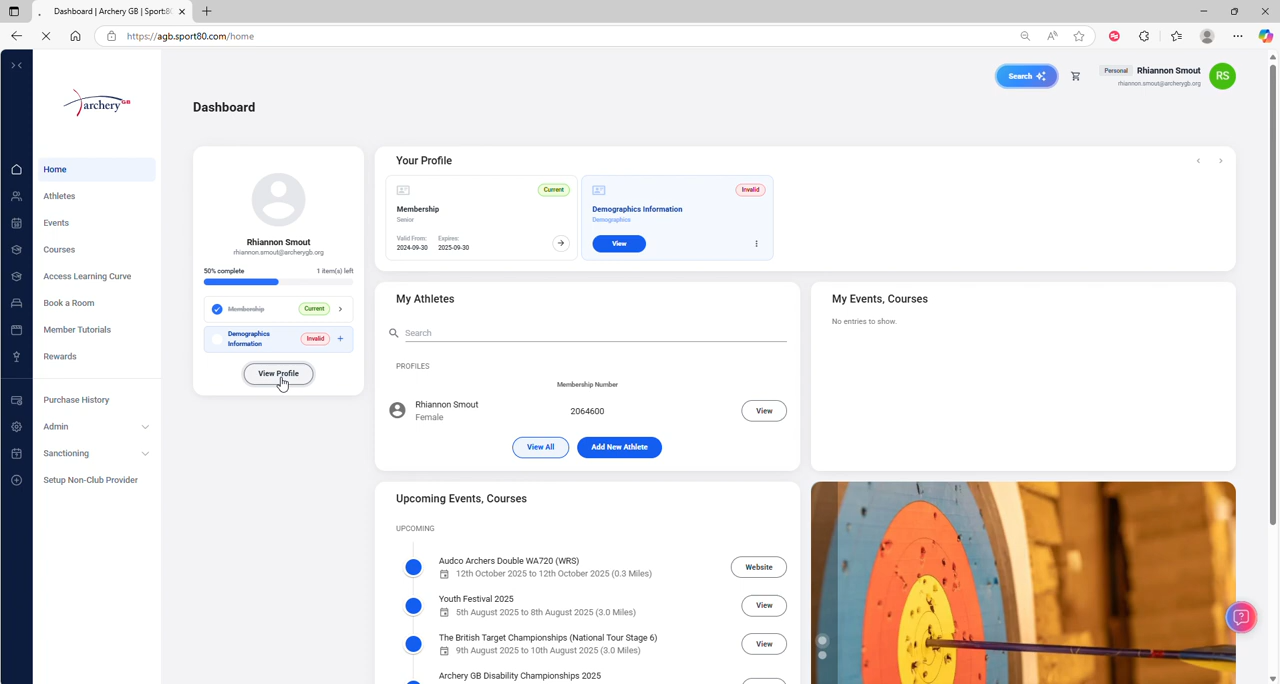 Dashboard | Archery GB | Sport:8
https://agb.sport80.com/home
archery GB
Search
Personal
Rhiannon Smout
rhiannon.smout@archerygb.org
RS
Dashboard
Home
Athletes
Events
Courses
Access Learning Curve
Book a Room
Member Tutorials
Rewards
Purchase History
Admin
Sanctioning
Setup Non-Club Provider
Rhiannon Smout
rhiannon.smout@archerygb.org
50% complete
1 item(s) left
Membership
Current
Demographics
Information
Invalid
View Profile
Your Profile
Current
Membership
Senior
Valid From:
Expires:
2024-09-30
2025-09-30
Invalid
Demographics Information
Demographics
View
My Athletes
Search
PROFILES
Membership Number
Rhiannon Smout
Female
2064600
View
View All
Add New Athlete
My Events, Courses
No entries to show.
Upcoming Events, Courses
UPCOMING
Audco Archers Double WA720 (WRS)
12th October 2025 to 12th October 2025 (0.3 Miles)
Website
Youth Festival 2025
5th August 2025 to 8th August 2025 (3.0 Miles)
View
The British Target Championships (National Tour Stage 6)
9th August 2025 to 10th August 2025 (3.0 Miles)
View
Archery GB Disability Championships 2025